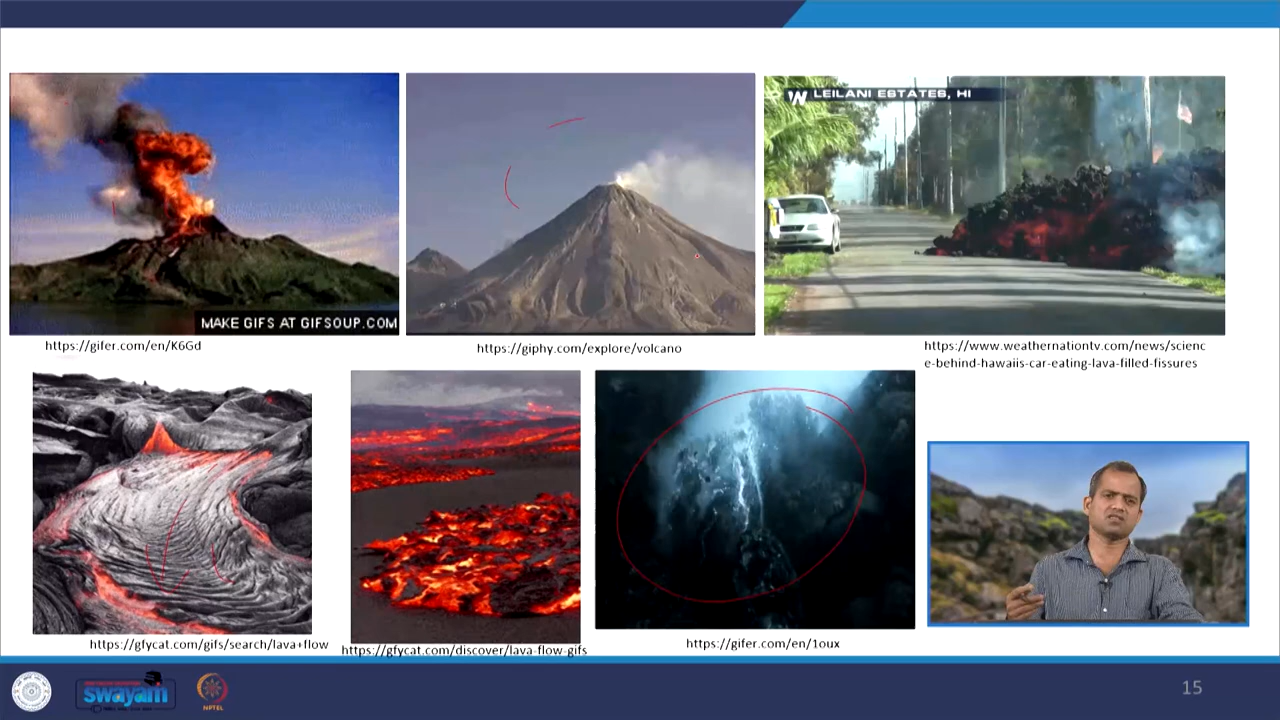 LEILANI ESTATES, HI
MAKE GIFS AT GIFSOUP.COM
https://gifer.com/en/K6Gd
https://giphy.com/explore/volcano
https://www.weathernationtv.com/news/scienc
e-behind-hawaiis-car-eating-lava-filled-fissures
https://gfycat.com/gifs/search/lava+flow
https://gfycat.com/discover/lava-flow-gifs
https://gifer.com/en/1oux
swayam
NPTEL
15